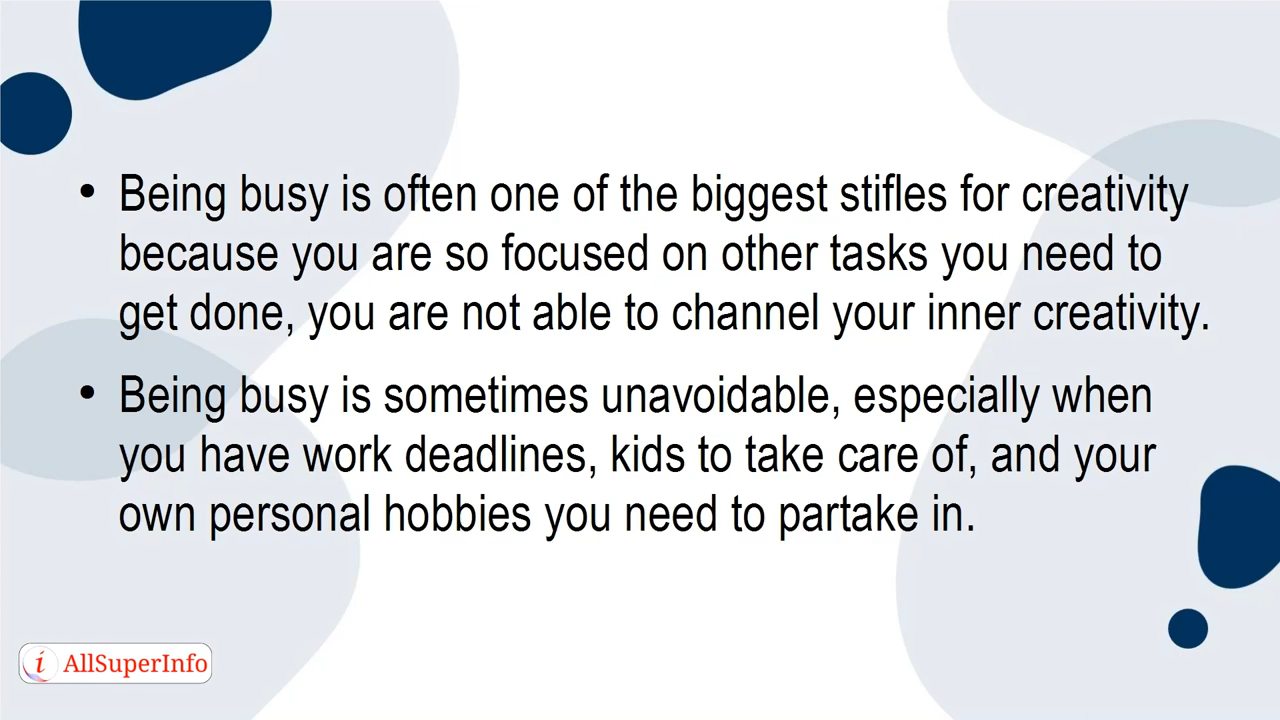 • Being busy is often one of the biggest stifles for creativity
because you are so focused on other tasks you need to
get done, you are not able to channel your inner creativity.
• Being busy is sometimes unavoidable, especially when
you have work deadlines, kids to take care of, and your
own personal hobbies you need to partake in.
i AllSuperInfo